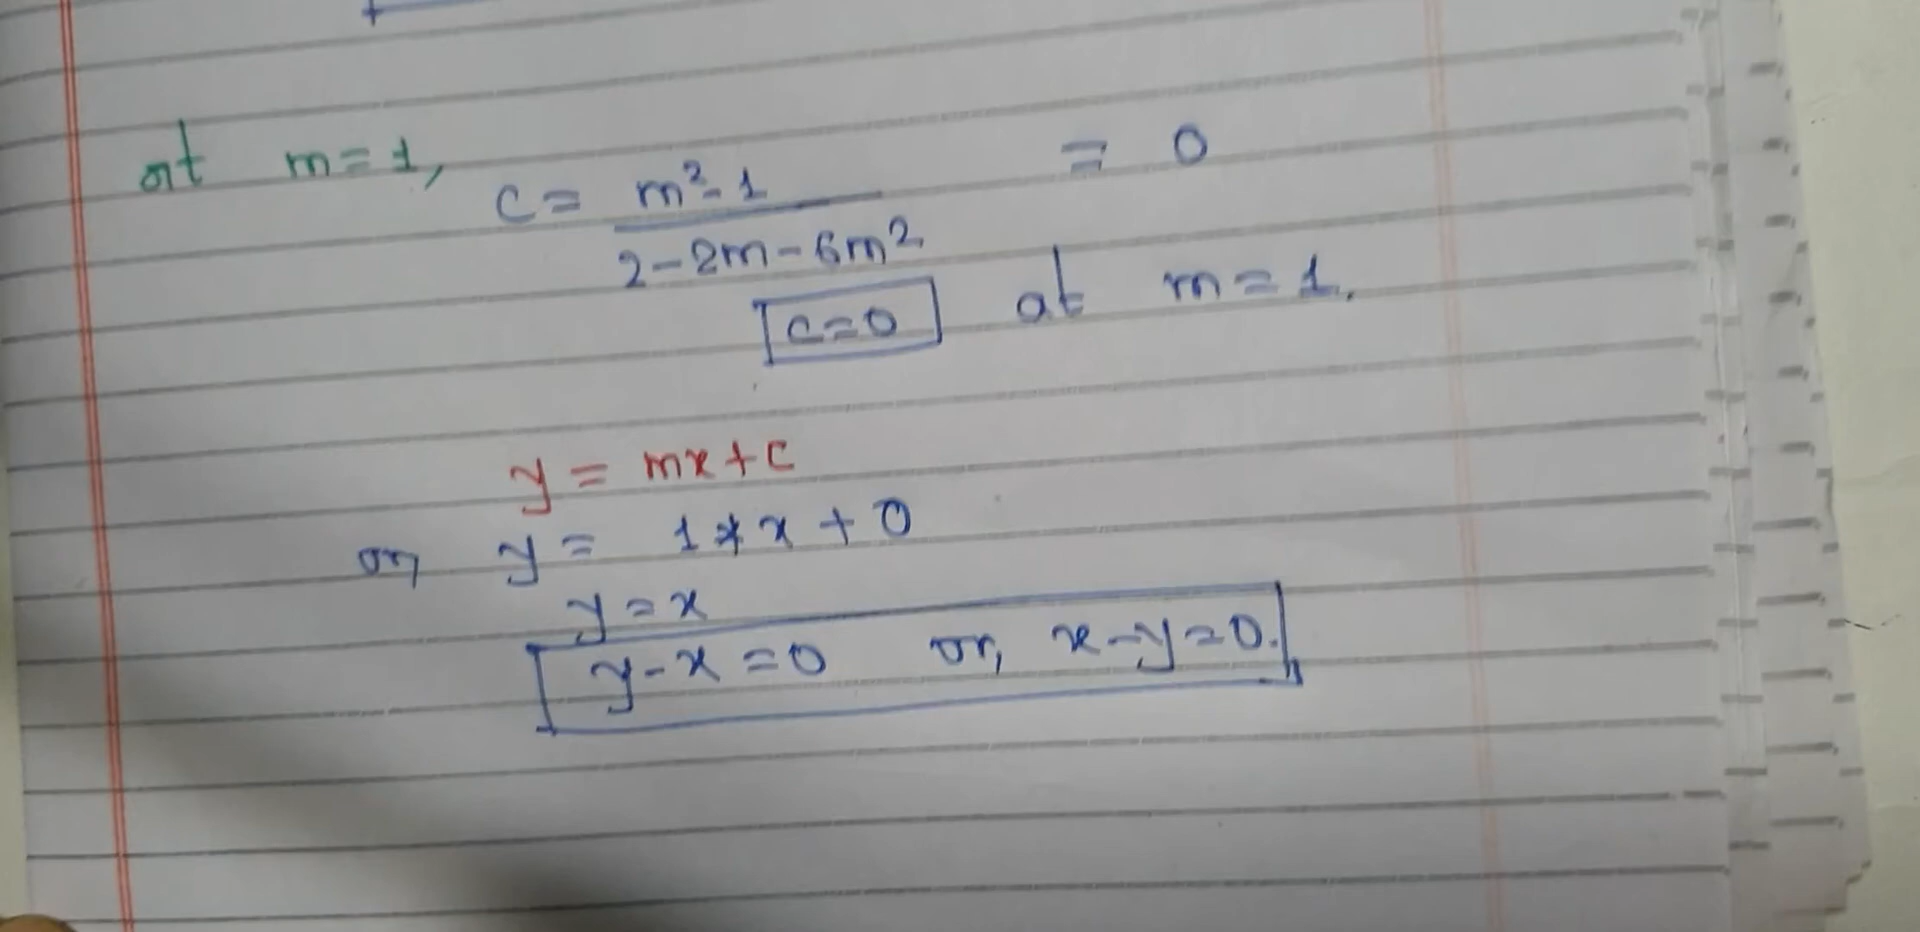 at m=1,
c = m²-1 / 2-2m-6m² = 0
c=0 at m=1.
y = mx+c
or, y = 1*x+0
y=x
y-x=0 or, x-y=0.